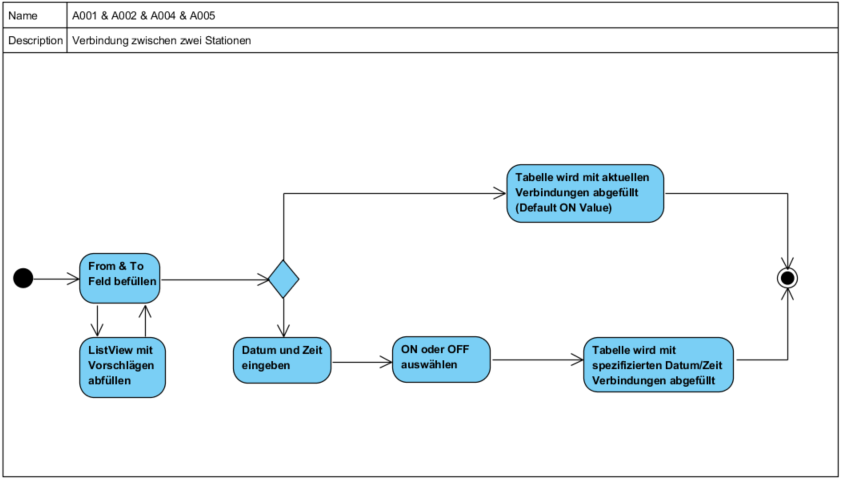 Name A001 & A002 & A004 & A005
Description Verbindung zwischen zwei Stationen
Tabelle wird mit aktuellen
Verbindungen abgefüllt
(Default ON Value)
From & To
Feld befüllen
ListView mit
Vorschlägen
abfüllen
Datum und Zeit
eingeben
ON oder OFF
auswählen
Tabelle wird mit
spezifizierten Datum/Zeit
Verbindungen abgefüllt